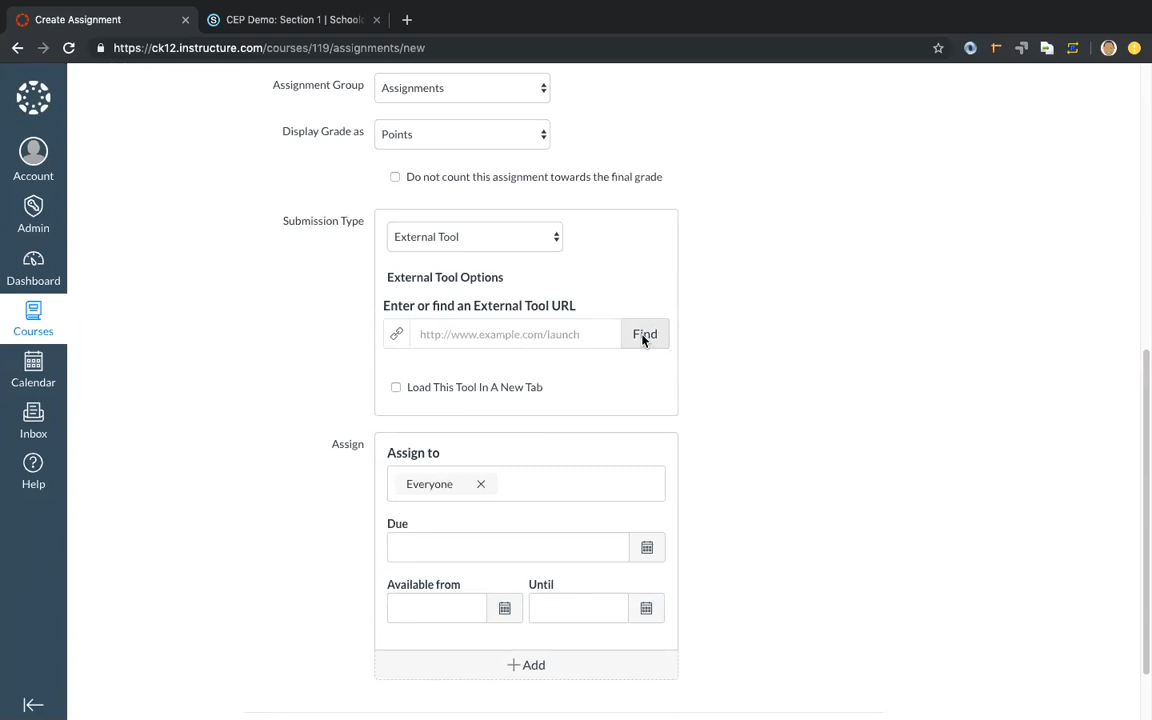 Create Assignment
CEP Demo: Section 1 | School
https://ck12.instructure.com/courses/119/assignments/new
Assignment Group
Assignments
Display Grade as
Points
Do not count this assignment towards the final grade
Submission Type
External Tool
External Tool Options
Enter or find an External Tool URL
http://www.example.com/launch
Find
Load This Tool In A New Tab
Assign
Assign to
Everyone
Due
Available from
Until
Add
Account
Admin
Dashboard
Courses
Calendar
Inbox
Help